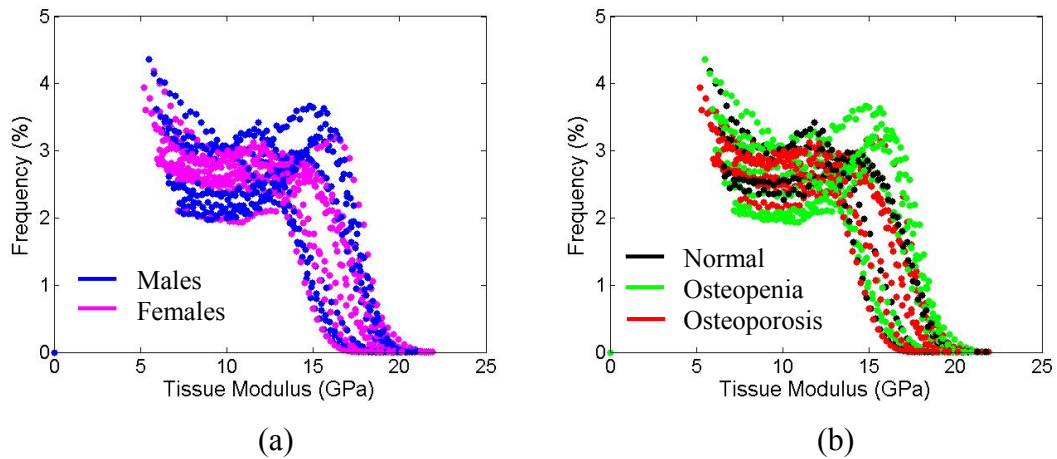 5
4
3
2
1
0
Frequency (%)
Males
Females
0 5 10 15 20 25
Tissue Modulus (GPa)
(a)
5
4
3
2
1
0
Frequency (%)
Normal
Osteopenia
Osteoporosis
0 5 10 15 20 25
Tissue Modulus (GPa)
(b)